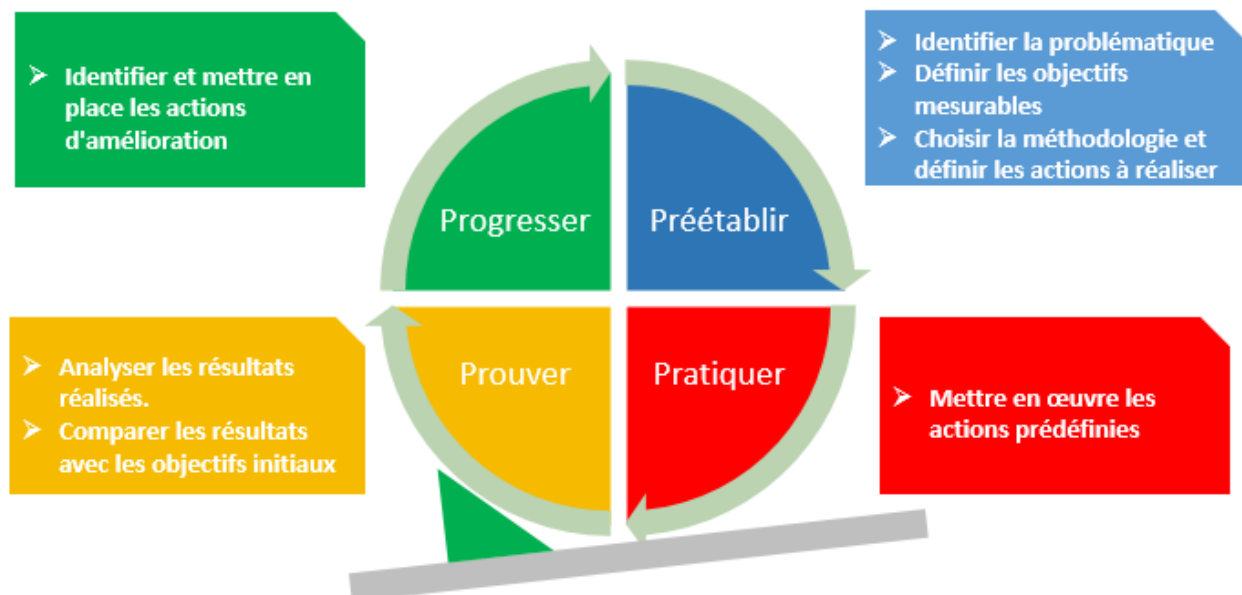 Identifier et mettre en
place les actions
d'amélioration
Identifier la problématique
Définir les objectifs
mesurables
Choisir la méthodologie et
définir les actions à réaliser
Progresser
Préétablir
Prouver
Pratiquer
Analyser les résultats
réalisés.
Comparer les résultats
avec les objectifs initiaux
Mettre en œuvre les
actions prédéfinies